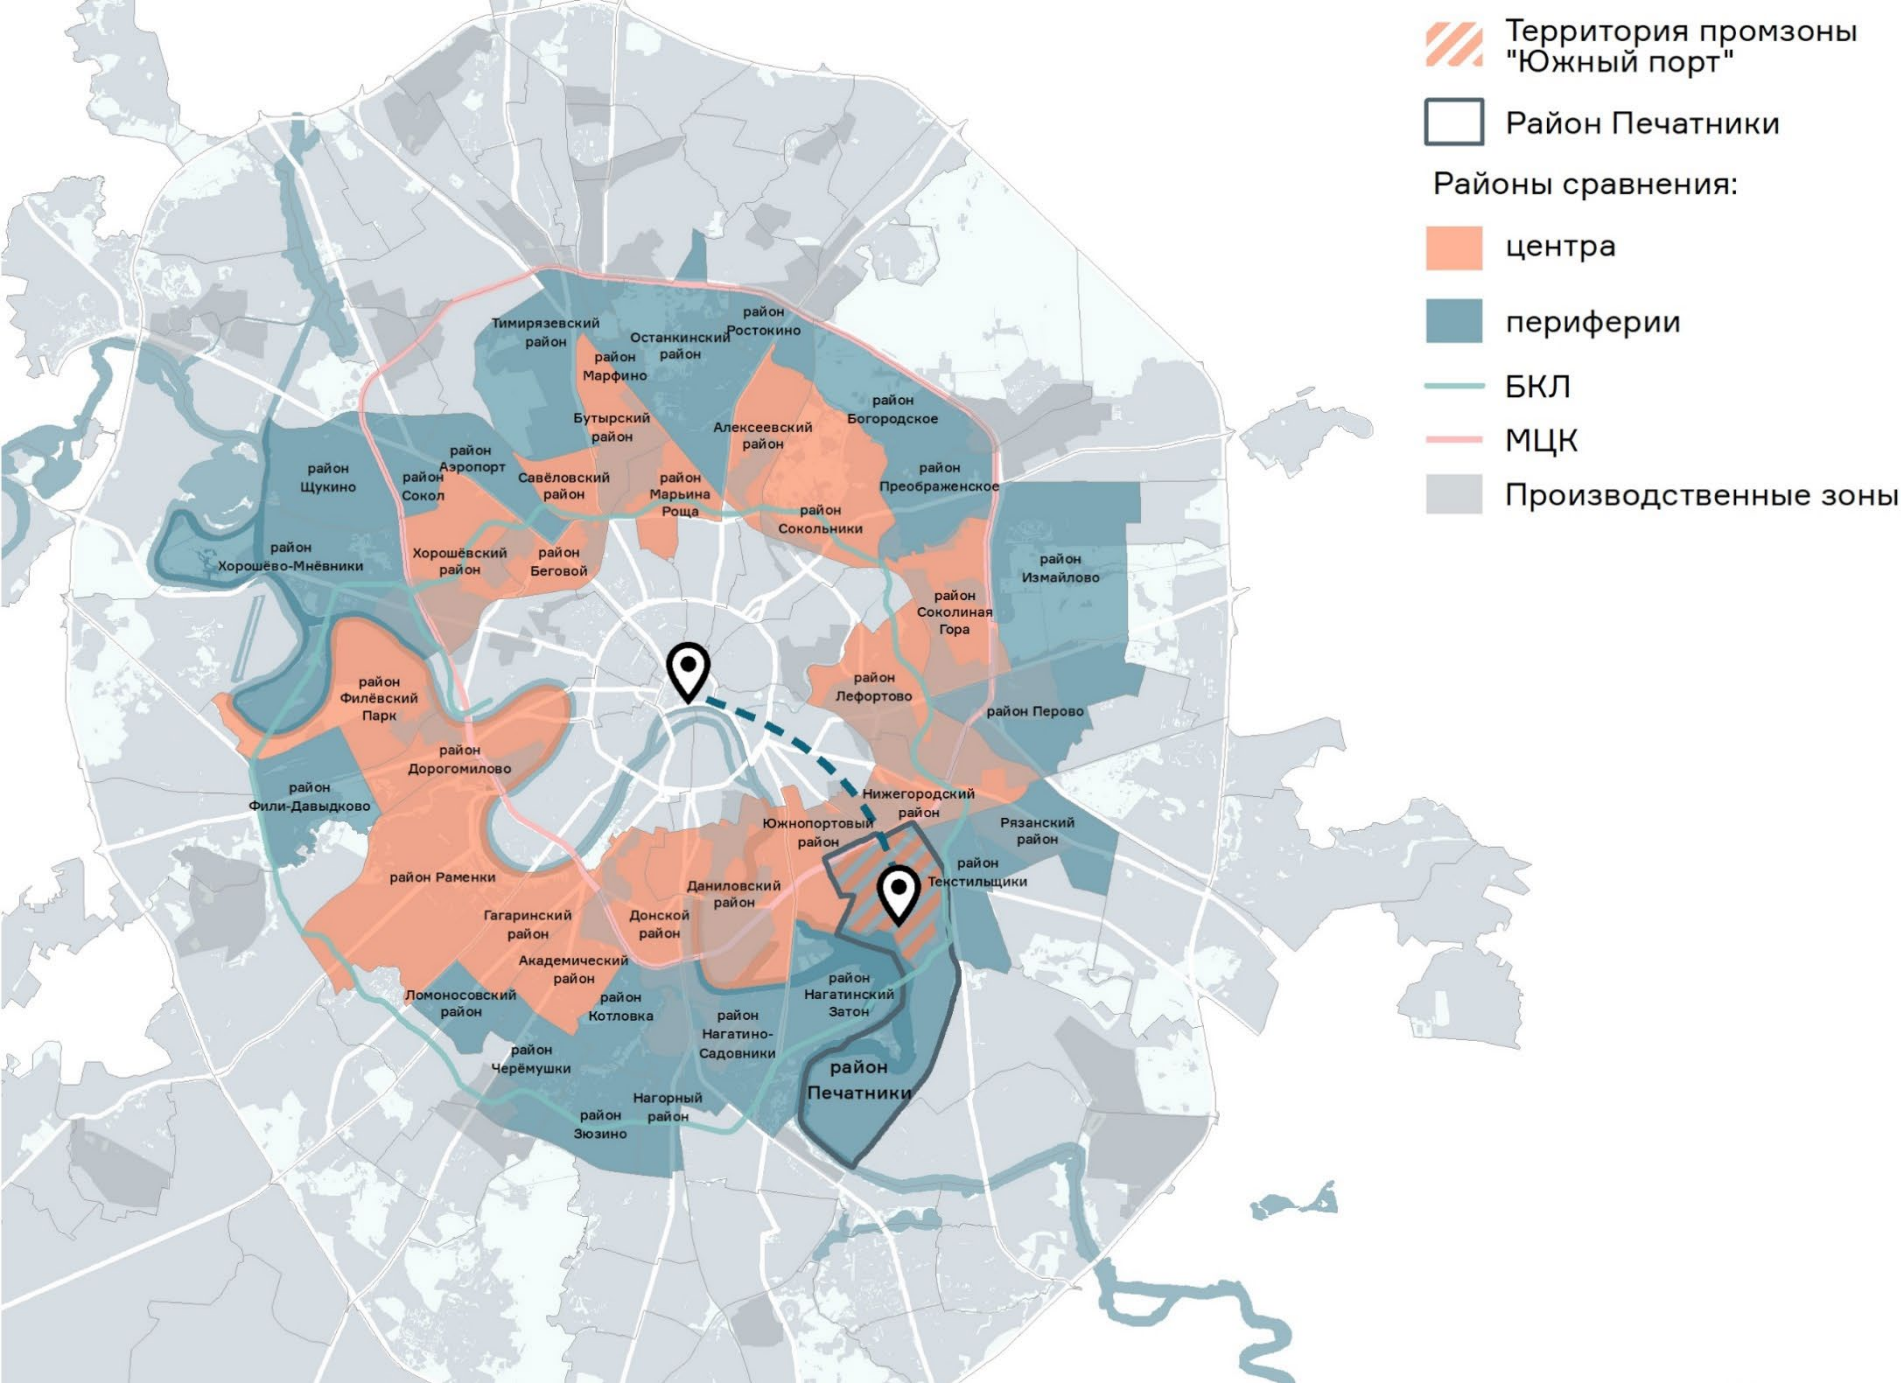 Территория промзоны
"Южный порт"
Район Печатники
Районы сравнения:
центра
периферии
БКЛ
МЦК
Производственные зоны
Тимирязевский
район
район
Марфино
Останкинский
район
район
Ростокино
Бутырский
район
Алексеевский
район
район
Богородское
район
Щукино
район
Сокол
район
Аэропорт
Савёловский
район
район
Марьина
Роща
район
Сокольники
район
Преображенское
район
Хорошёво-Мнёвники
Хорошёвский
район
район
Беговой
район
Измайлово
район
Соколиная
Гора
район
Филёвский
Парк
район
Лефортово
район Перово
район
Дорогомилово
район
Фили-Давыдково
Нижегородский
район
Южнопортовый
район
Рязанский
район
район
Текстильщики
район Раменки
Даниловский
район
Гагаринский
район
Донской
район
Академический
район
Ломоносовский
район
район
Котловка
район
Нагатинский
Затон
район
Нагатино-
Садовники
район
Черёмушки
район
Печатники
Нагорный
район
район
Зюзино